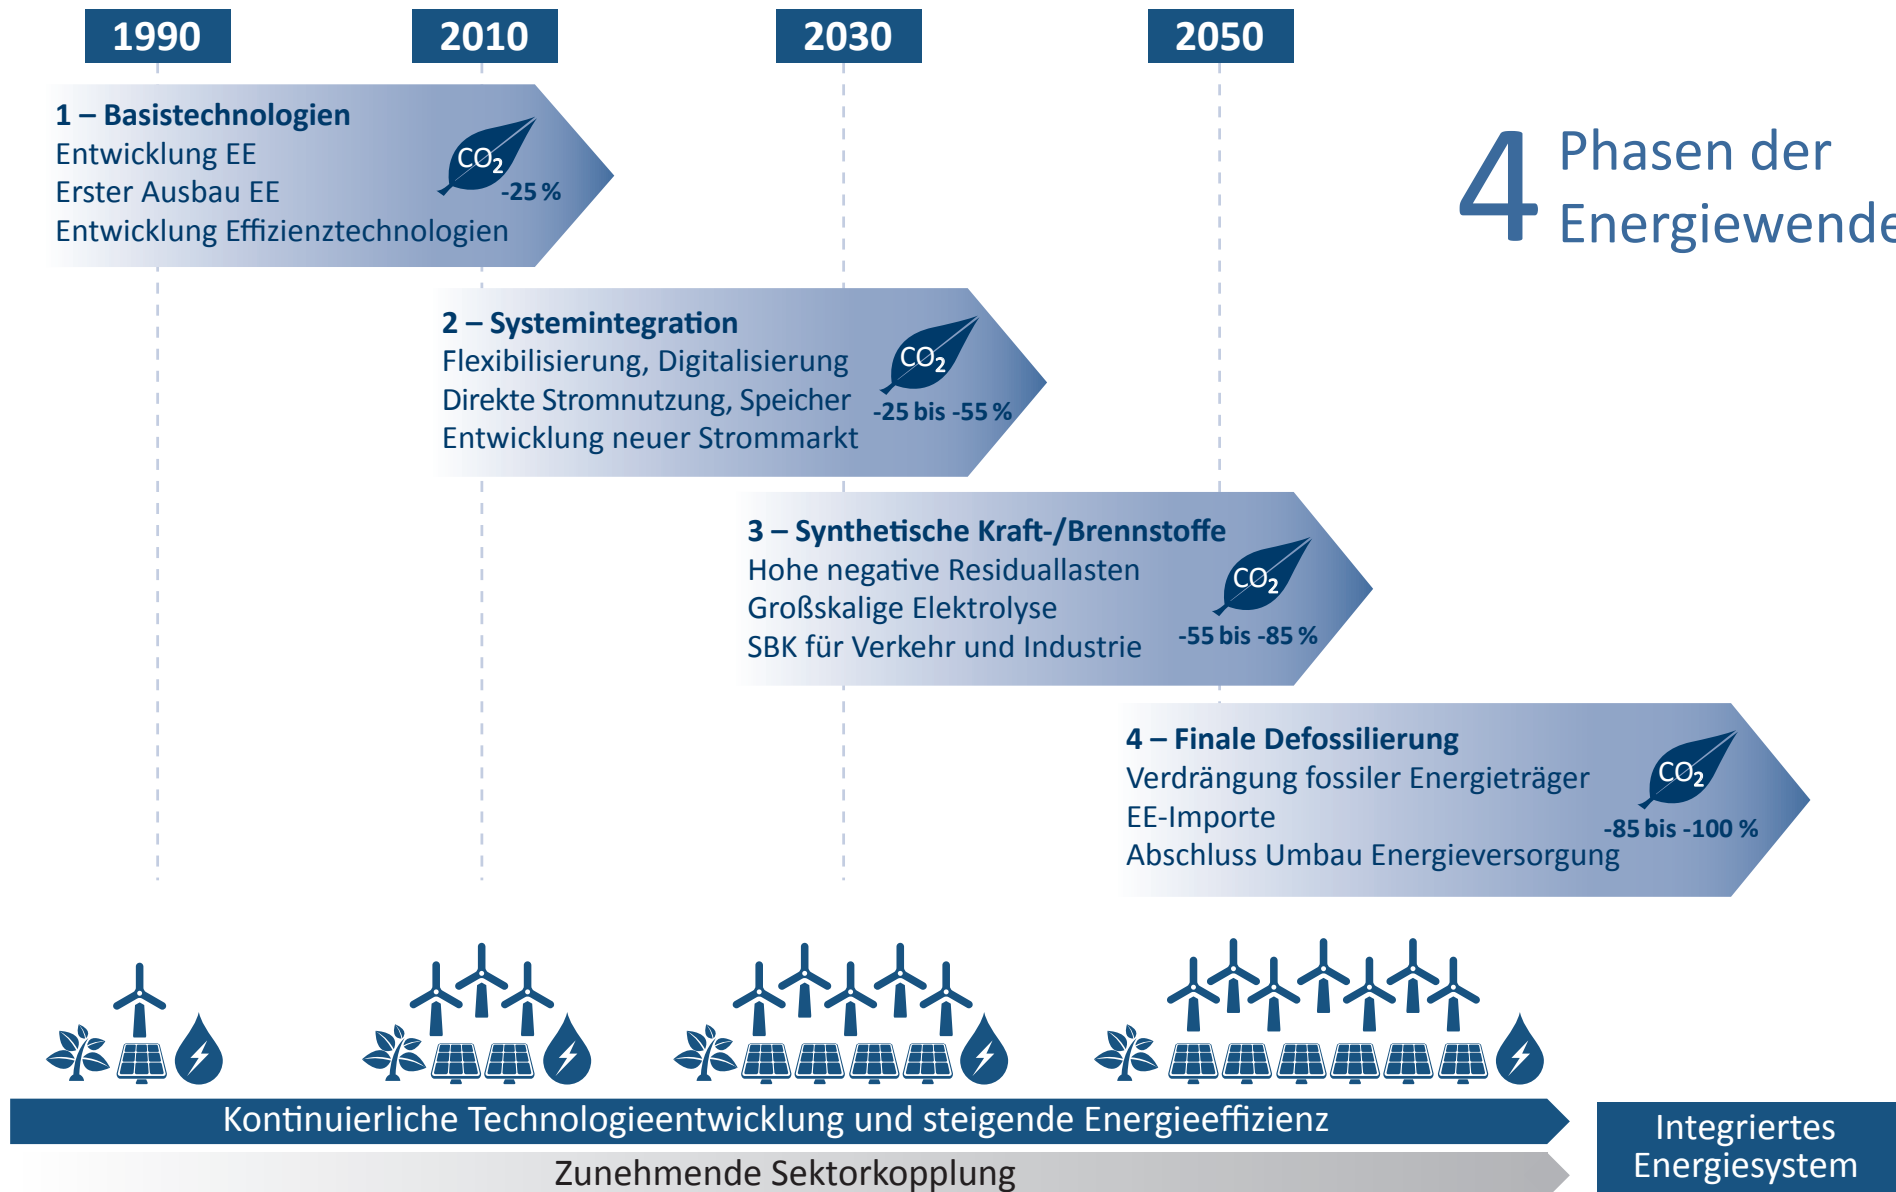 1990
2010
2030
2050
4 Phasen der
Energiewende
1 – Basistechnologien
Entwicklung EE
Erster Ausbau EE
Entwicklung Effizienztechnologien
CO₂
-25 %
2 – Systemintegration
Flexibilisierung, Digitalisierung
Direkte Stromnutzung, Speicher
Entwicklung neuer Strommarkt
CO₂
-25 bis -55 %
3 – Synthetische Kraft-/Brennstoffe
Hohe negative Residuallasten
Großskalige Elektrolyse
SBK für Verkehr und Industrie
CO₂
-55 bis -85 %
4 – Finale Defossilierung
Verdrängung fossiler Energieträger
EE-Importe
Abschluss Umbau Energieversorgung
CO₂
-85 bis -100 %
Kontinuierliche Technologieentwicklung und steigende Energieeffizienz
Zunehmende Sektorkopplung
Integriertes
Energiesystem